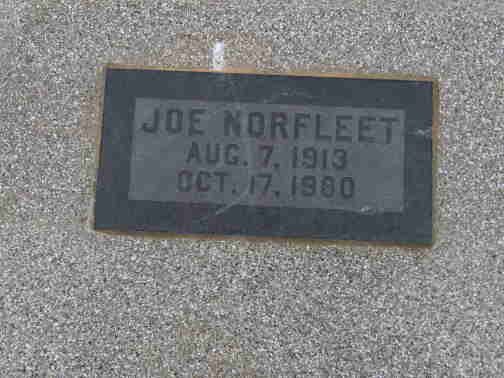 JOE NORFLEET
AUG. 7, 1913
OCT. 17, 1980